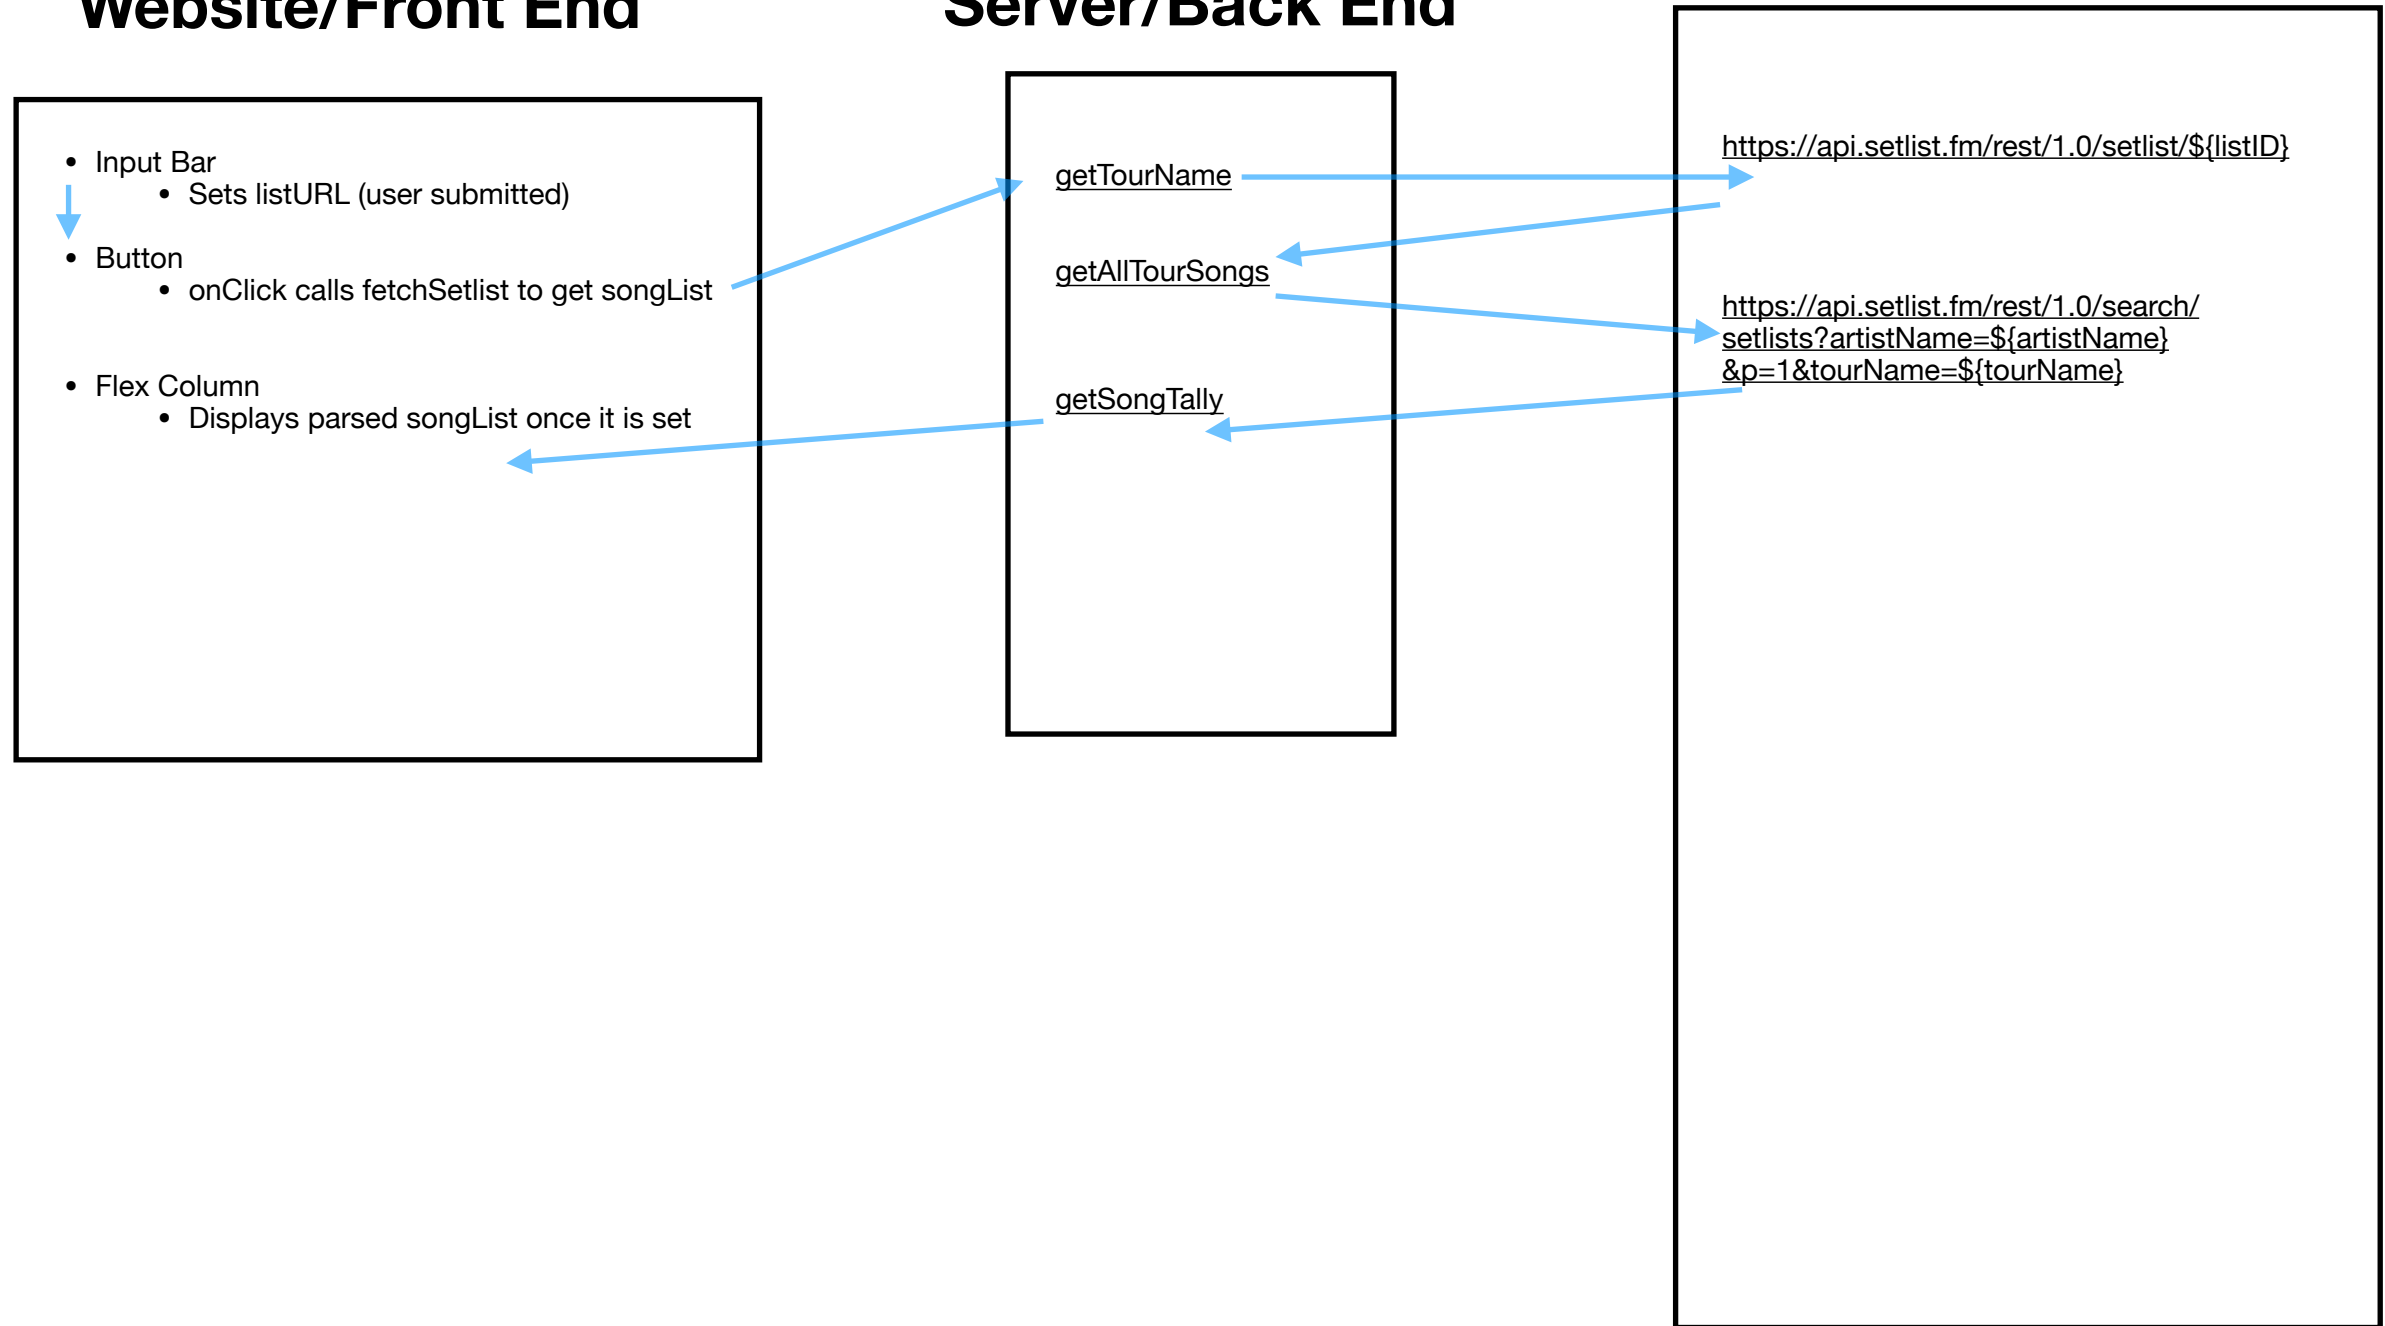 Website/Front End
Server/Back End
• Input Bar
• Sets listURL (user submitted)
• Button
• onClick calls fetchSetlist to get songList
• Flex Column
• Displays parsed songList once it is set
getTourName
getAllTourSongs
getSongTally
https://api.setlist.fm/rest/1.0/setlist/${listID}
https://api.setlist.fm/rest/1.0/search/
setlists?artistName=${artistName}
&p=1&tourName=${tourName}